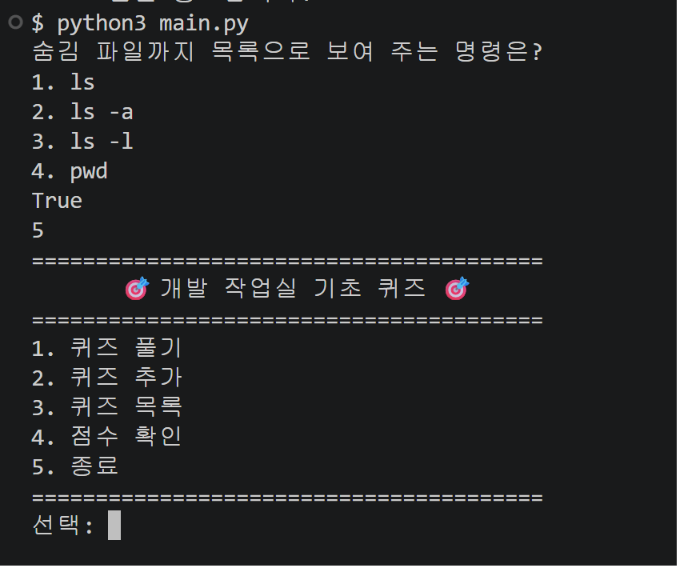 $ python3 main.py
숨김 파일까지 목록으로 보여 주는 명령은?
1. ls
2. ls -a
3. ls -l
4. pwd
True
5
========================================
🎯 개발 작업실 기초 퀴즈 🎯
========================================
1. 퀴즈 풀기
2. 퀴즈 추가
3. 퀴즈 목록
4. 점수 확인
5. 종료
========================================
선택: